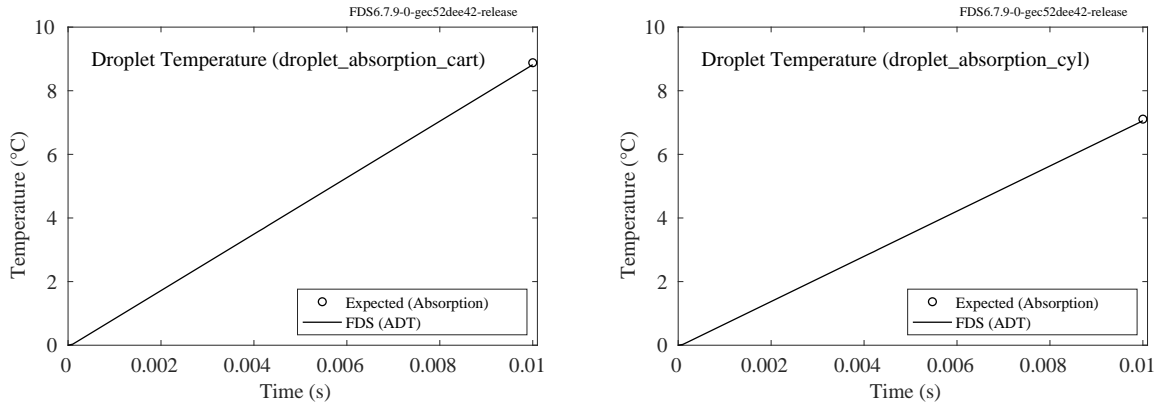 FDS6.7.9-0-gec52dee42-release
Droplet Temperature (droplet_absorption_cart)
10
8
6
4
2
0
Temperature (°C)
Expected (Absorption)
FDS (ADT)
0 0.002 0.004 0.006 0.008 0.01
Time (s)
FDS6.7.9-0-gec52dee42-release
Droplet Temperature (droplet_absorption_cyl)
10
8
6
4
2
0
Temperature (°C)
Expected (Absorption)
FDS (ADT)
0 0.002 0.004 0.006 0.008 0.01
Time (s)